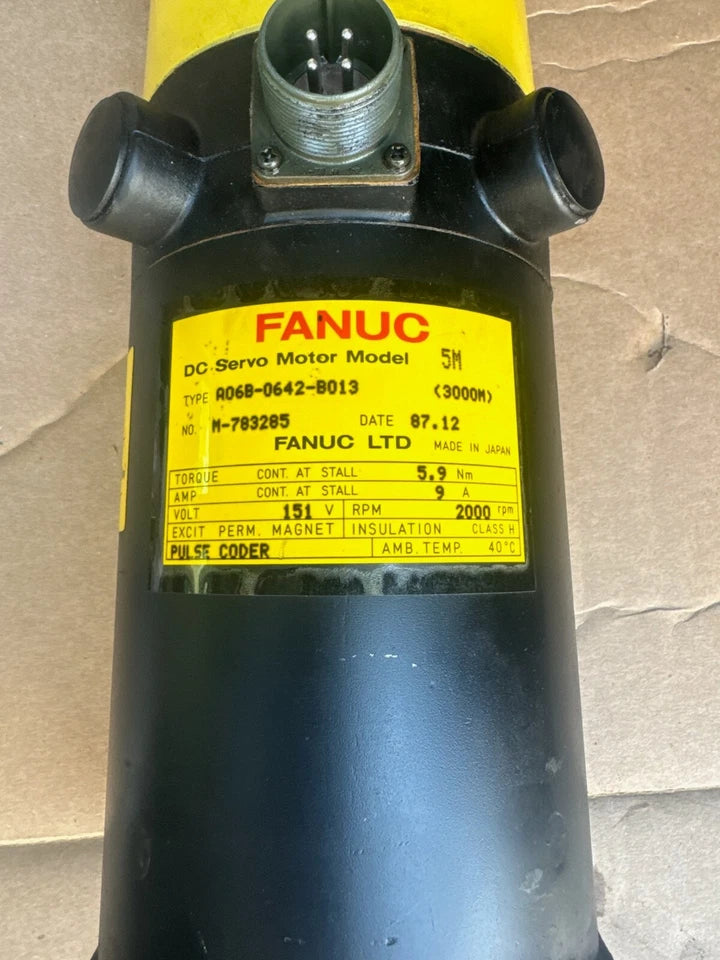 FANUC
DC Servo Motor Model 5M
TYPE A06B-0642-B013 (3000M)
NO. M-783285 DATE 87.12
FANUC LTD MADE IN JAPAN
TORQUE CONT. AT STALL 5.9 Nm
AMP CONT. AT STALL 9 A
VOLT 151 V RPM 2000 rpm
EXCIT PERM. MAGNET INSULATION CLASS H
PULSE CODER AMB. TEMP. 40°C